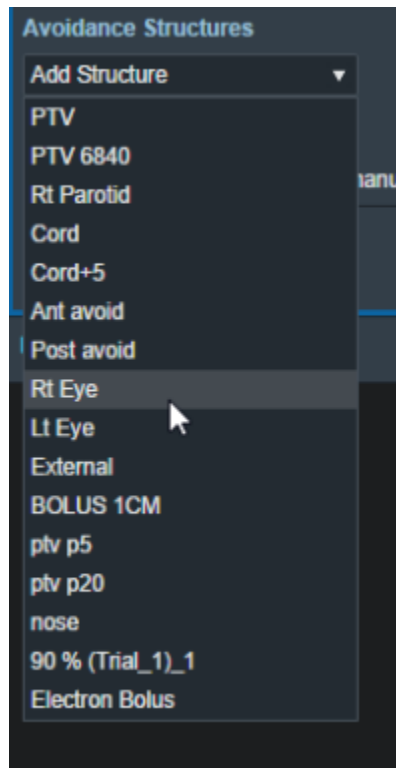 Avoidance Structures
Add Structure
PTV
PTV 6840
Rt Parotid
Cord
Cord+5
Ant avoid
Post avoid
Rt Eye
Lt Eye
External
BOLUS 1CM
ptv p5
ptv p20
nose
90 % (Trial_1)_1
Electron Bolus